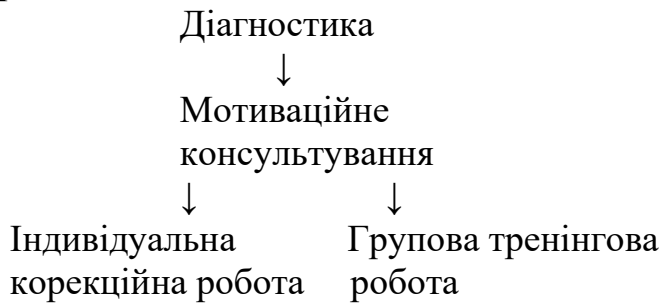 Діагностика
↓
Мотиваційне
консультування
↓ ↓
Індивідуальна Групова тренінгова
корекційна робота робота